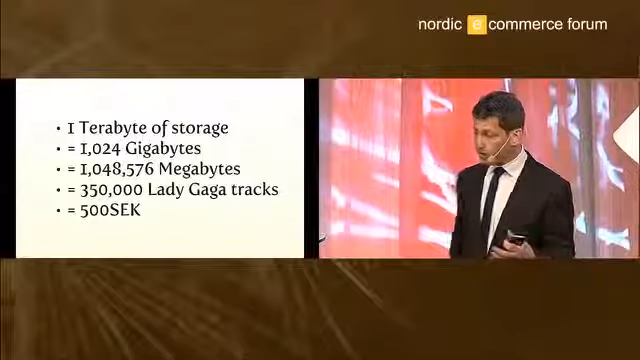 nordic e commerce forum
• 1 Terabyte of storage
• = 1,024 Gigabytes
• = 1,048,576 Megabytes
• = 350,000 Lady Gaga tracks
• = 500SEK